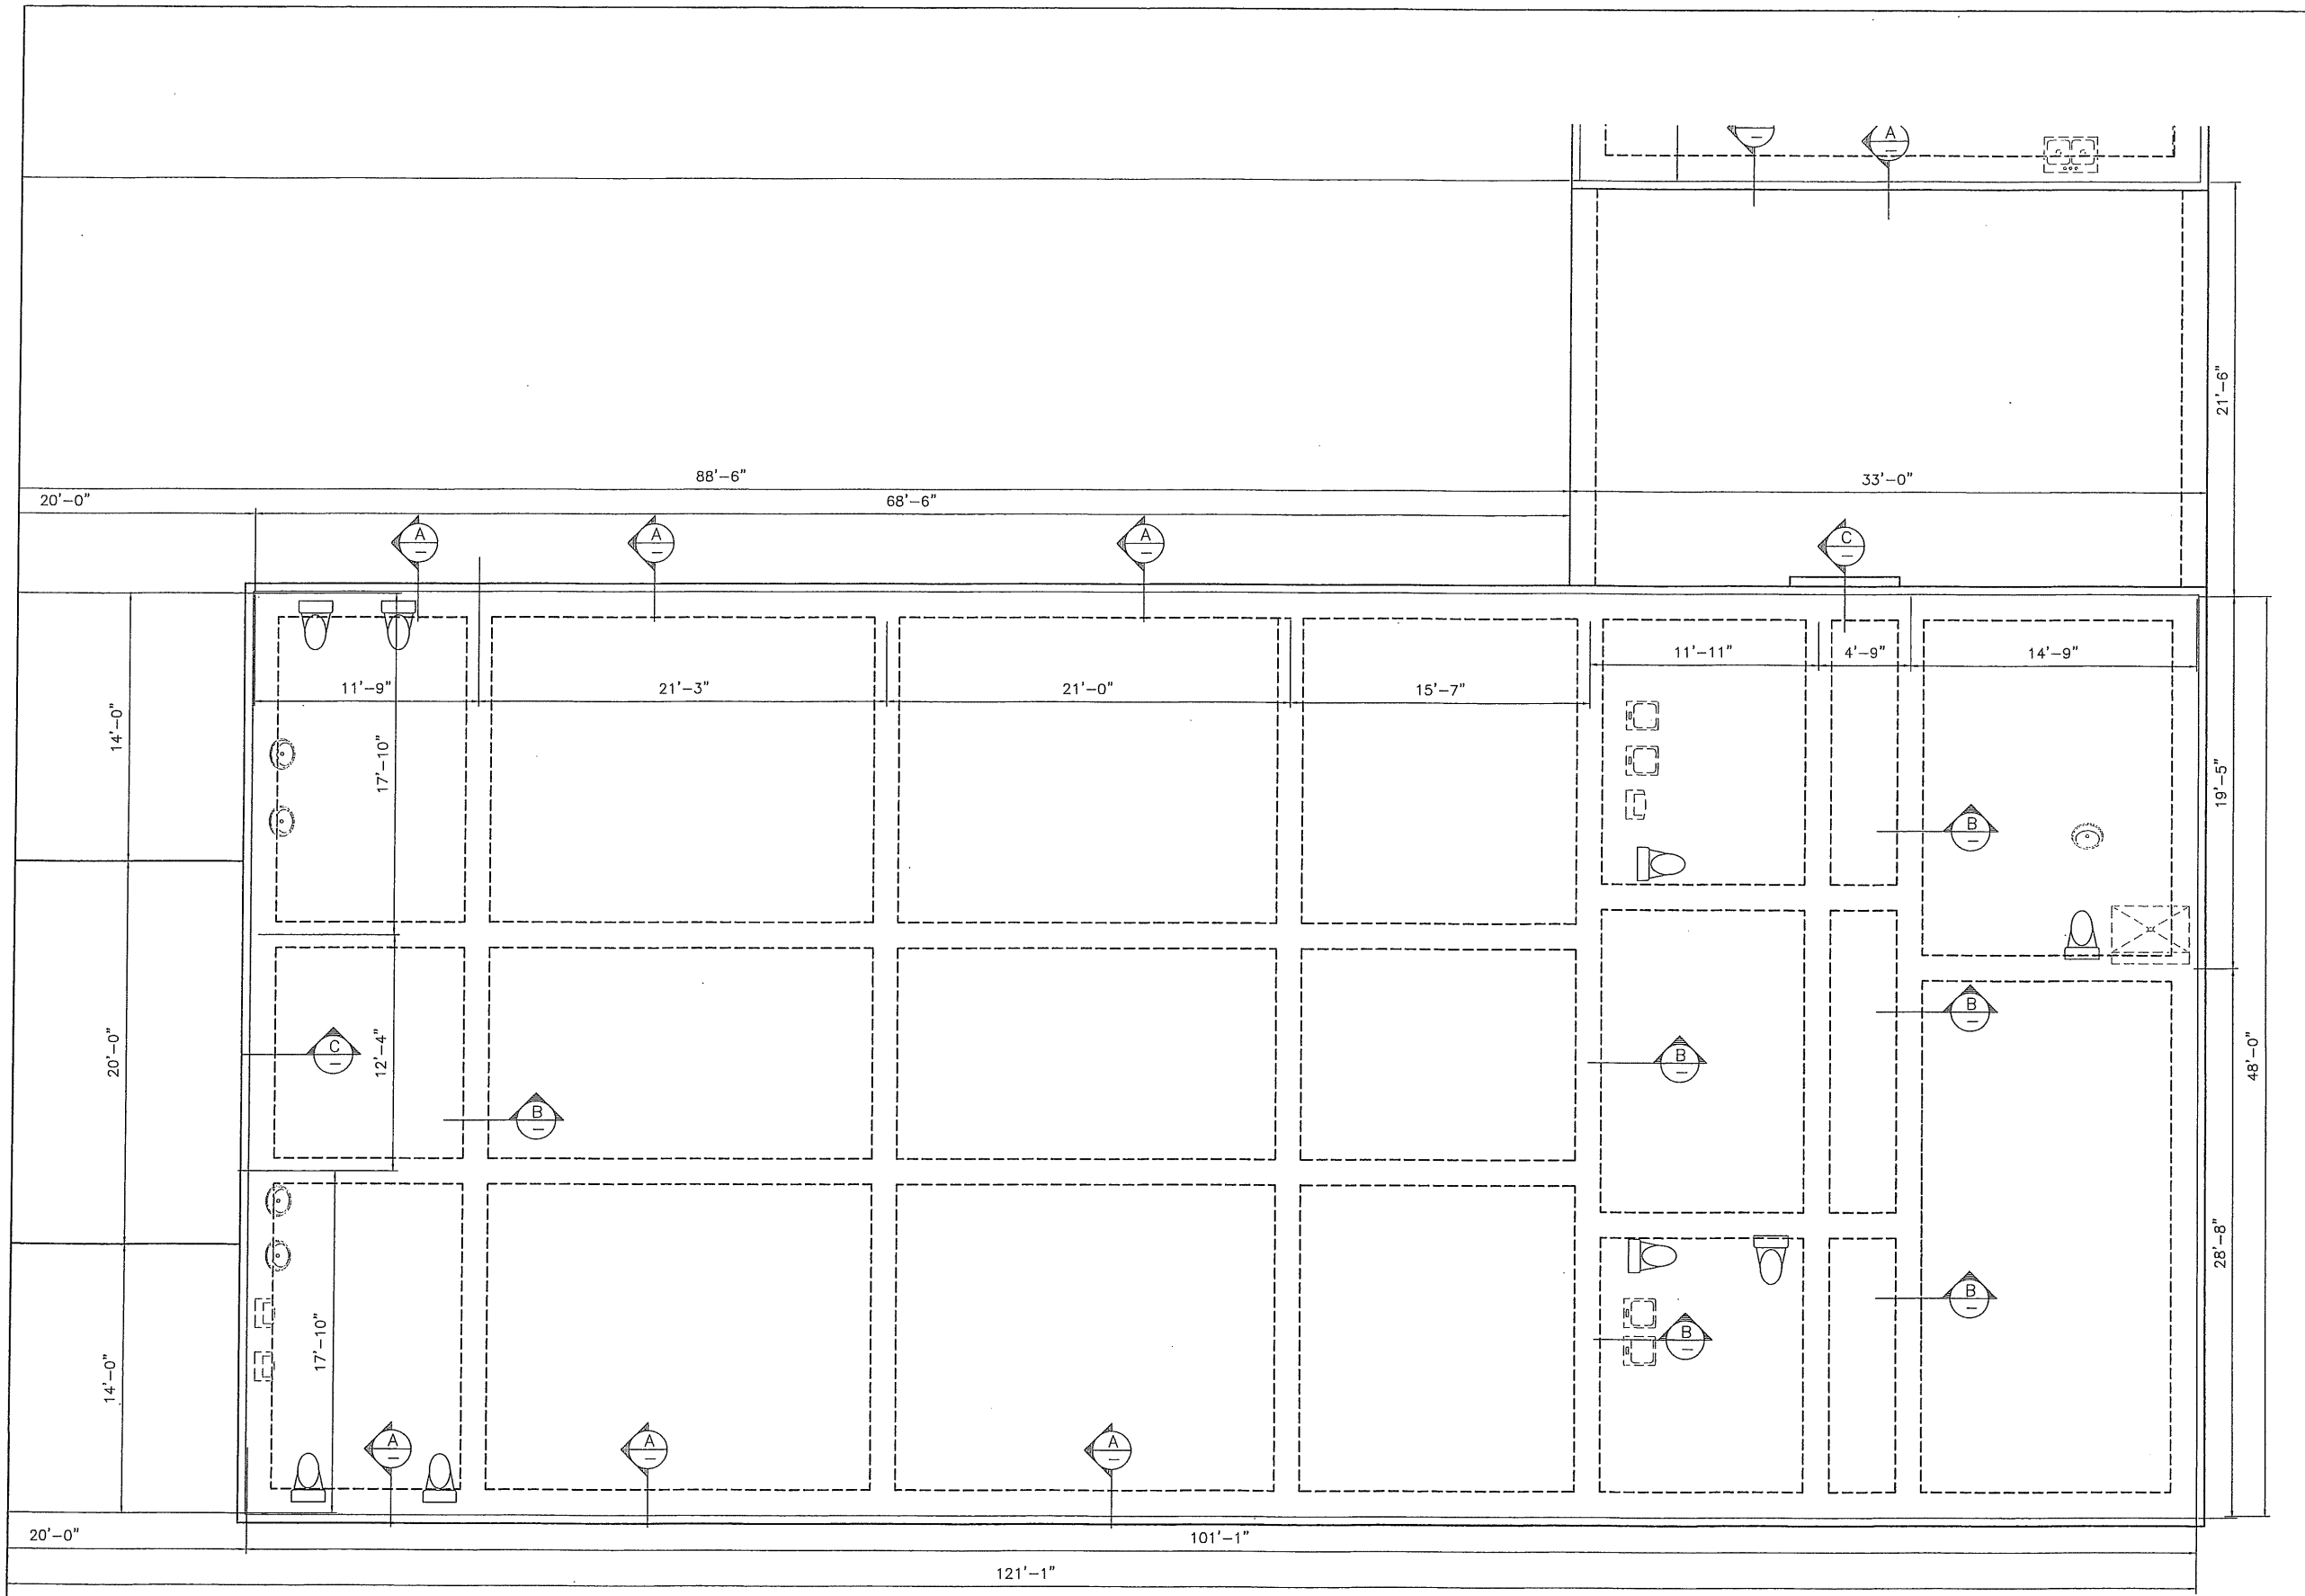 A
—
—
21'-6"
88'-6"
33'-0"
20'-0"
68'-6"
A
—
A
—
A
—
C
—
11'-11"
4'-9"
14'-9"
11'-9"
21'-3"
21'-0"
15'-7"
14'-0"
17'-10"
19'-5"
B
—
B
—
20'-0"
12'-4"
C
—
B
—
B
—
48'-0"
28'-8"
B
—
B
—
17'-10"
14'-0"
A
—
A
—
A
—
20'-0"
101'-1"
121'-1"